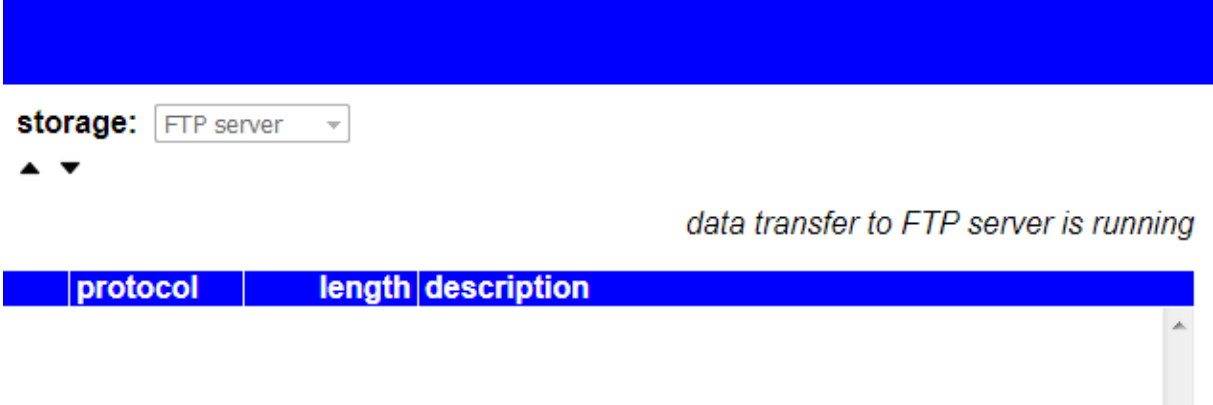 storage: FTP server
data transfer to FTP server is running
protocol length description